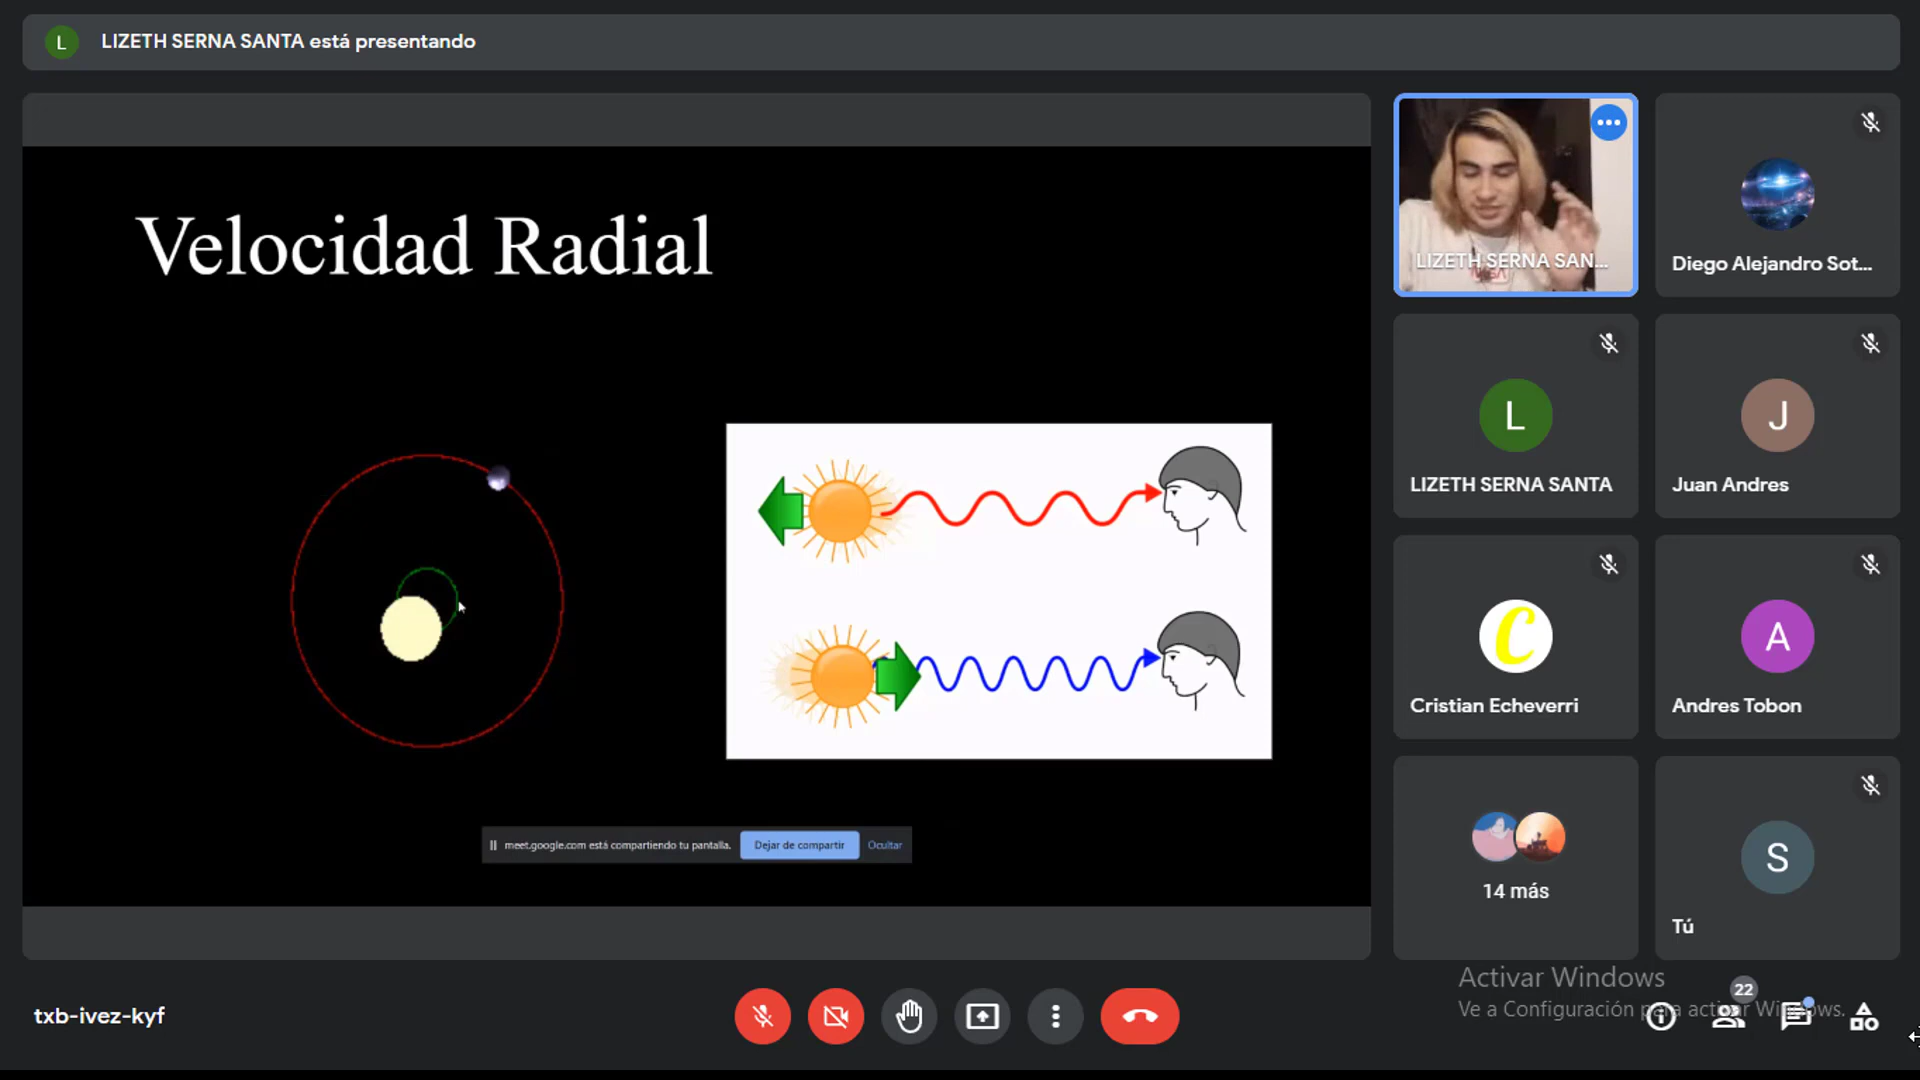 L
LIZETH SERNA SANTA está presentando
Velocidad Radial
meet.google.com está compartiendo tu pantalla.
Dejar de compartir
Ocultar
LIZETH SERNA SAN...
Diego Alejandro Sot...
L
LIZETH SERNA SANTA
J
Juan Andres
C
Cristian Echeverri
A
Andres Tobon
14 más
S
Tú
txb-ivez-kyf
Activar Windows
Ve a Configuración para activar Windows.
22